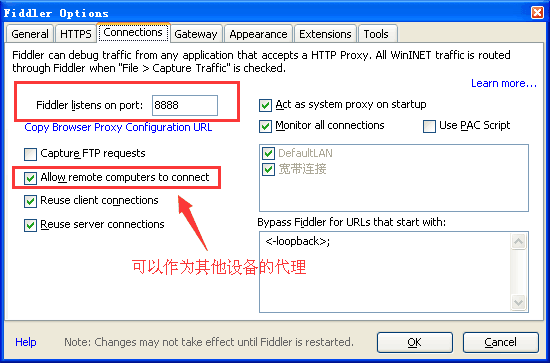 Fiddler Options
General HTTPS Connections Gateway Appearance Extensions Tools
Fiddler can debug traffic from any application that accepts a HTTP Proxy. All WinINET traffic is routed
through Fiddler when "File > Capture Traffic" is checked.
Learn more...
Fiddler listens on port: 8888
Copy Browser Proxy Configuration URL
Capture FTP requests
Allow remote computers to connect
Reuse client connections
Reuse server connections
可以作为其他设备的代理
Act as system proxy on startup
Monitor all connections Use PAC Script
DefaultLAN
宽带连接
Bypass Fiddler for URLs that start with:
<-loopback>;
Help Note: Changes may not take effect until Fiddler is restarted. OK Cancel